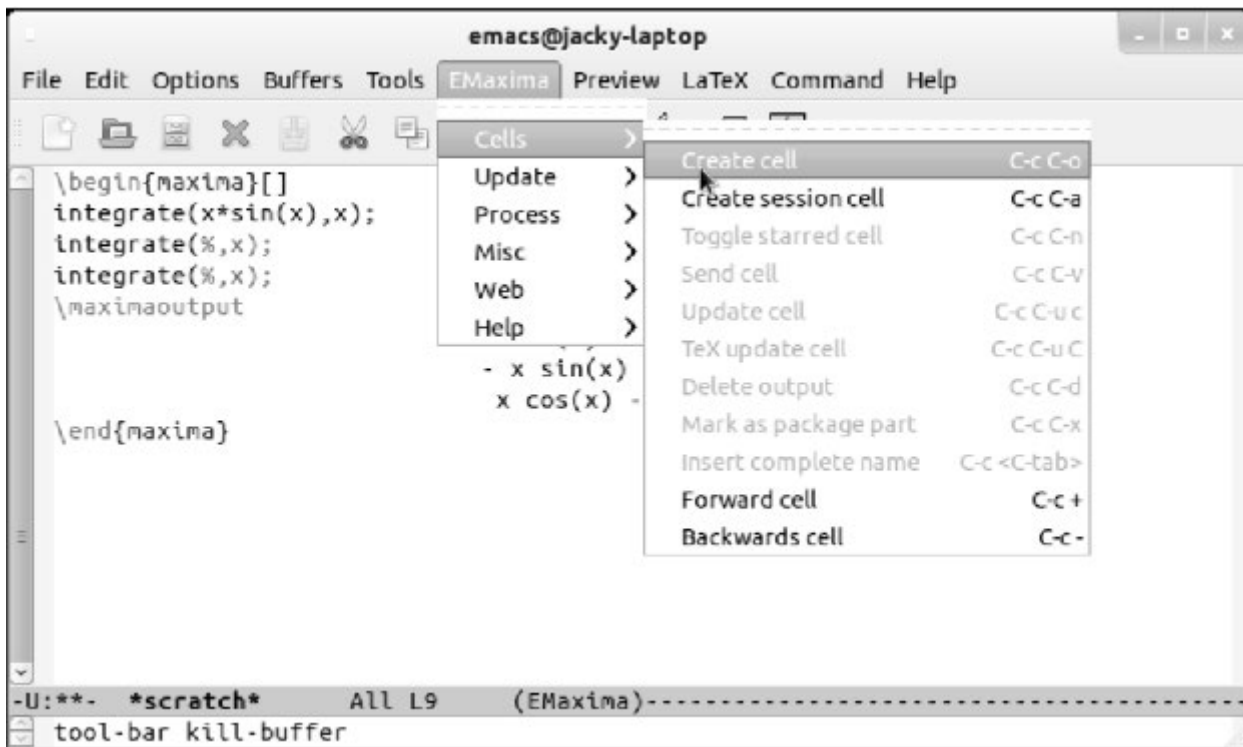 emacs@jacky-laptop
File Edit Options Buffers Tools EMaxima Preview LaTeX Command Help
Cells
Update
Process
Misc
Web
Help
Create cell C-c C-o
Create session cell C-c C-a
Toggle starred cell C-c C-n
Send cell C-c C-v
Update cell C-c C-u c
TeX update cell C-c C-u C
Delete output C-c C-d
Mark as package part C-c C-x
Insert complete name C-c <C-tab>
Forward cell C-c +
Backwards cell C-c -
\begin{maxima}[]
integrate(x*sin(x),x);
integrate(%,x);
integrate(%,x);
\maximaoutput
- x sin(x)
x cos(x) -
\end{maxima}
-U:**- *scratch* All L9 (EMaxima)------------------------------------------
tool-bar kill-buffer